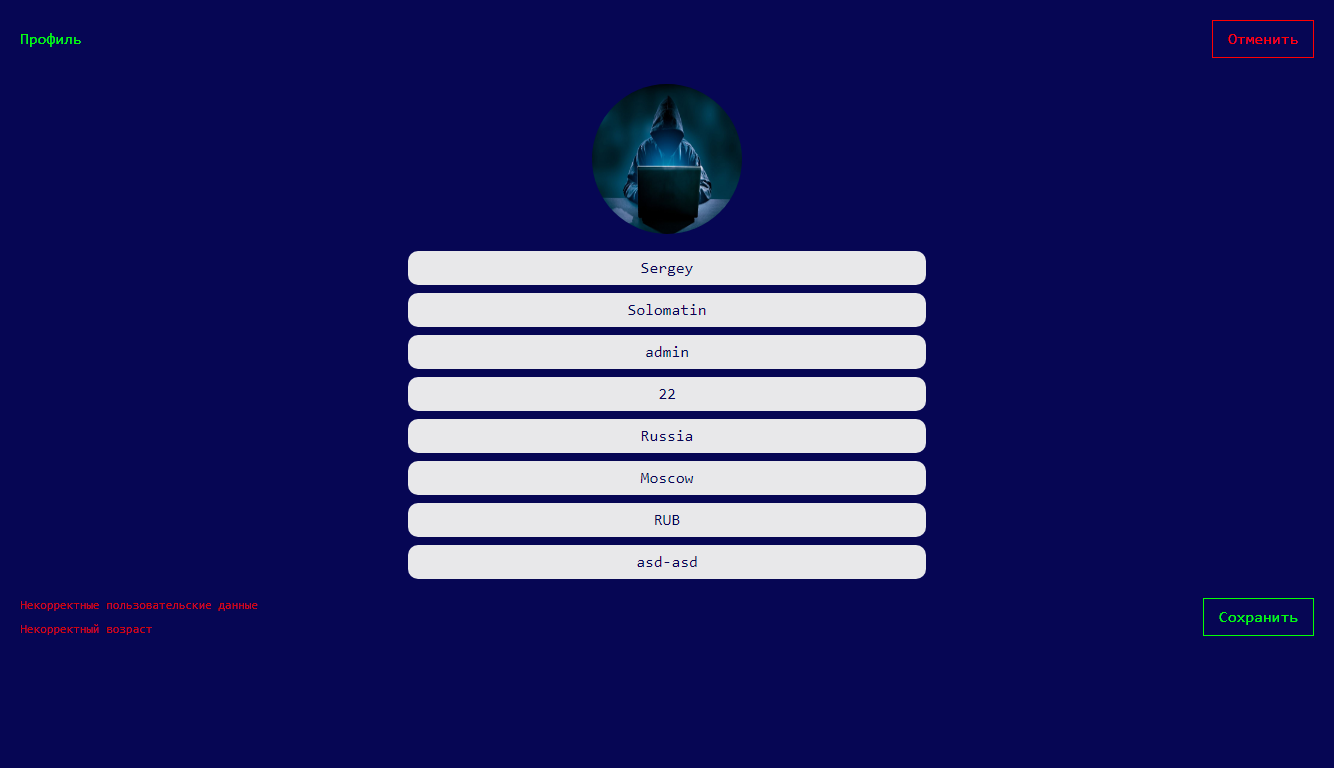 Профиль
Отменить
Sergey
Solomatin
admin
22
Russia
Moscow
RUB
asd-asd
Некорректные пользовательские данные
Некорректный возраст
Сохранить